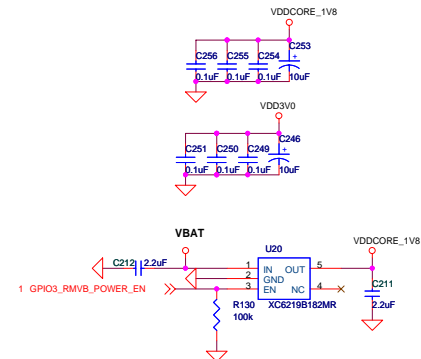 VDDCORE_1V8
C256 C255 C254 C253
+
0.1uF 0.1uF 0.1uF 10uF
VDD3V0
C251 C250 C249 C246
+
0.1uF 0.1uF 0.1uF 10uF
VBAT
U20
VDDCORE_1V8
C212 2.2uF
1 IN OUT 5
2 GND
3 EN NC 4
1 GPIO3_RMVB_POWER_EN
XC6219B182MR
R130
100k
C211
2.2uF